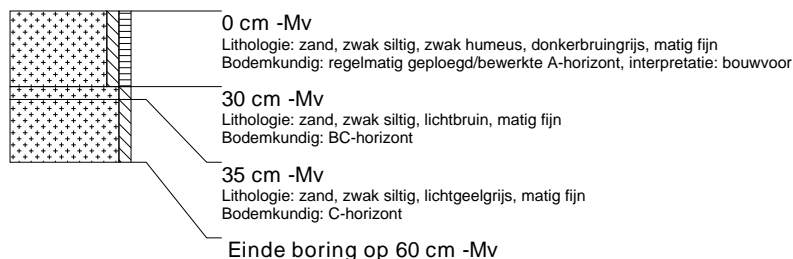 0 cm -Mv
Lithologie: zand, zwak siltig, zwak humeus, donkerbruingrijs, matig fijn
Bodemkundig: regelmatig geploegd/bewerkte A-horizont, interpretatie: bouwvoor
30 cm -Mv
Lithologie: zand, zwak siltig, lichtbruin, matig fijn
Bodemkundig: BC-horizont
35 cm -Mv
Lithologie: zand, zwak siltig, lichtgeelgrijs, matig fijn
Bodemkundig: C-horizont
Einde boring op 60 cm -Mv